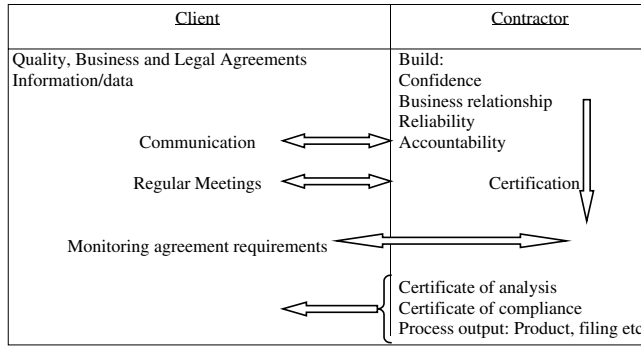 Client
Contractor
Quality, Business and Legal Agreements
Information/data
Build:
Confidence
Business relationship
Reliability
Accountability
Communication
Regular Meetings
Certification
Monitoring agreement requirements
Certificate of analysis
Certificate of compliance
Process output: Product, filing etc